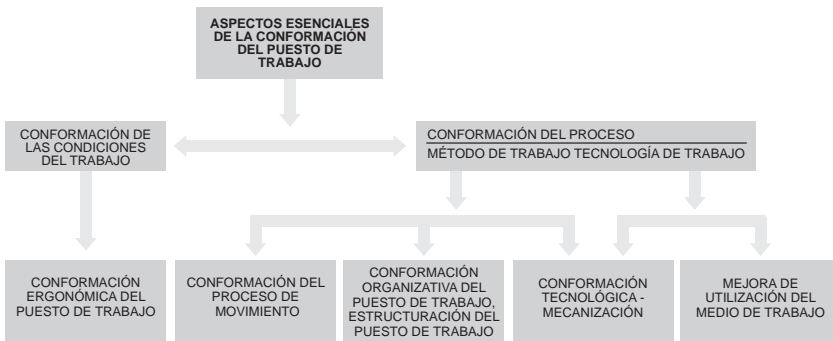 ASPECTOS ESENCIALES
DE LA CONFORMACIÓN
DEL PUESTO DE
TRABAJO
CONFORMACIÓN DE
LAS CONDICIONES
DEL TRABAJO
CONFORMACIÓN DEL PROCESO
MÉTODO DE TRABAJO TECNOLOGÍA DE TRABAJO
CONFORMACIÓN
ERGONÓMICA DEL
PUESTO DE TRABAJO
CONFORMACIÓN DEL
PROCESO DE
MOVIMIENTO
CONFORMACIÓN
ORGANIZATIVA DEL
PUESTO DE TRABAJO,
ESTRUCTURACIÓN DEL
PUESTO DE TRABAJO
CONFORMACIÓN
TECNOLÓGICA -
MECANIZACIÓN
MEJORA DE
UTILIZACIÓN DEL
MEDIO DE TRABAJO